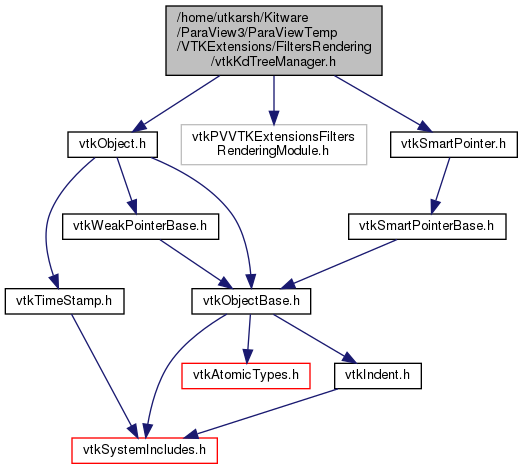 /home/utkarsh/Kitware
/ParaView3/ParaViewTemp
/VTKExtensions/FiltersRendering
/vtkKdTreeManager.h
vtkObject.h
vtkPVVTKExtensionsFilters
RenderingModule.h
vtkSmartPointer.h
vtkWeakPointerBase.h
vtkSmartPointerBase.h
vtkTimeStamp.h
vtkObjectBase.h
vtkAtomicTypes.h
vtkIndent.h
vtkSystemIncludes.h